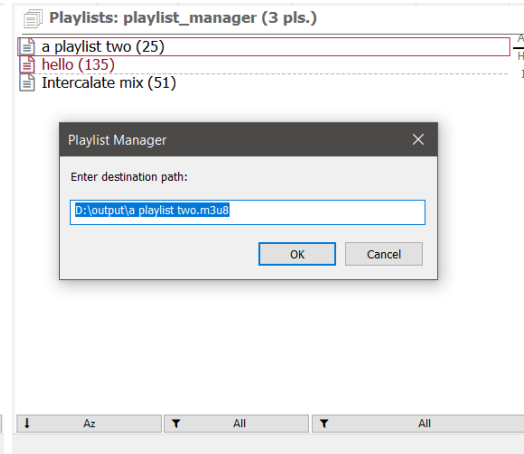 Playlists: playlist_manager (3 pls.)
a playlist two (25)
hello (135)
Intercalate mix (51)
Playlist Manager
Enter destination path:
D:\output\a playlist two.m3u8
OK
Cancel
Az
All
All